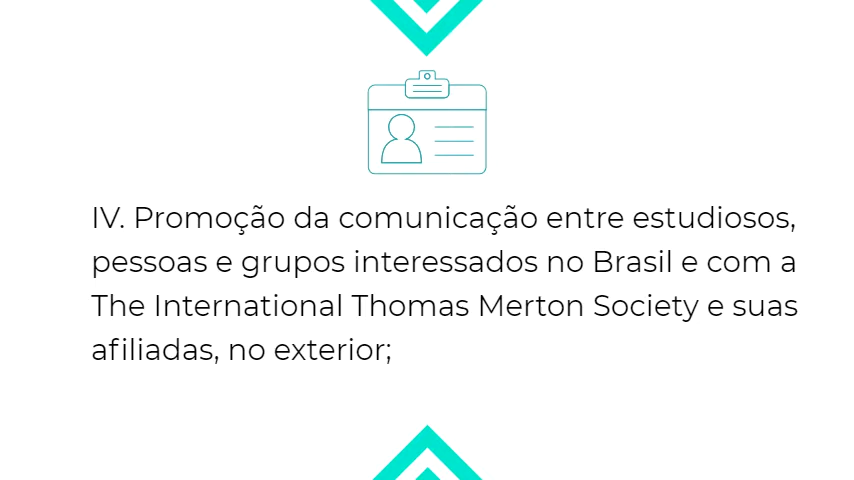 IV. Promoção da comunicação entre estudiosos,
pessoas e grupos interessados no Brasil e com a
The International Thomas Merton Society e suas
afiliadas, no exterior;